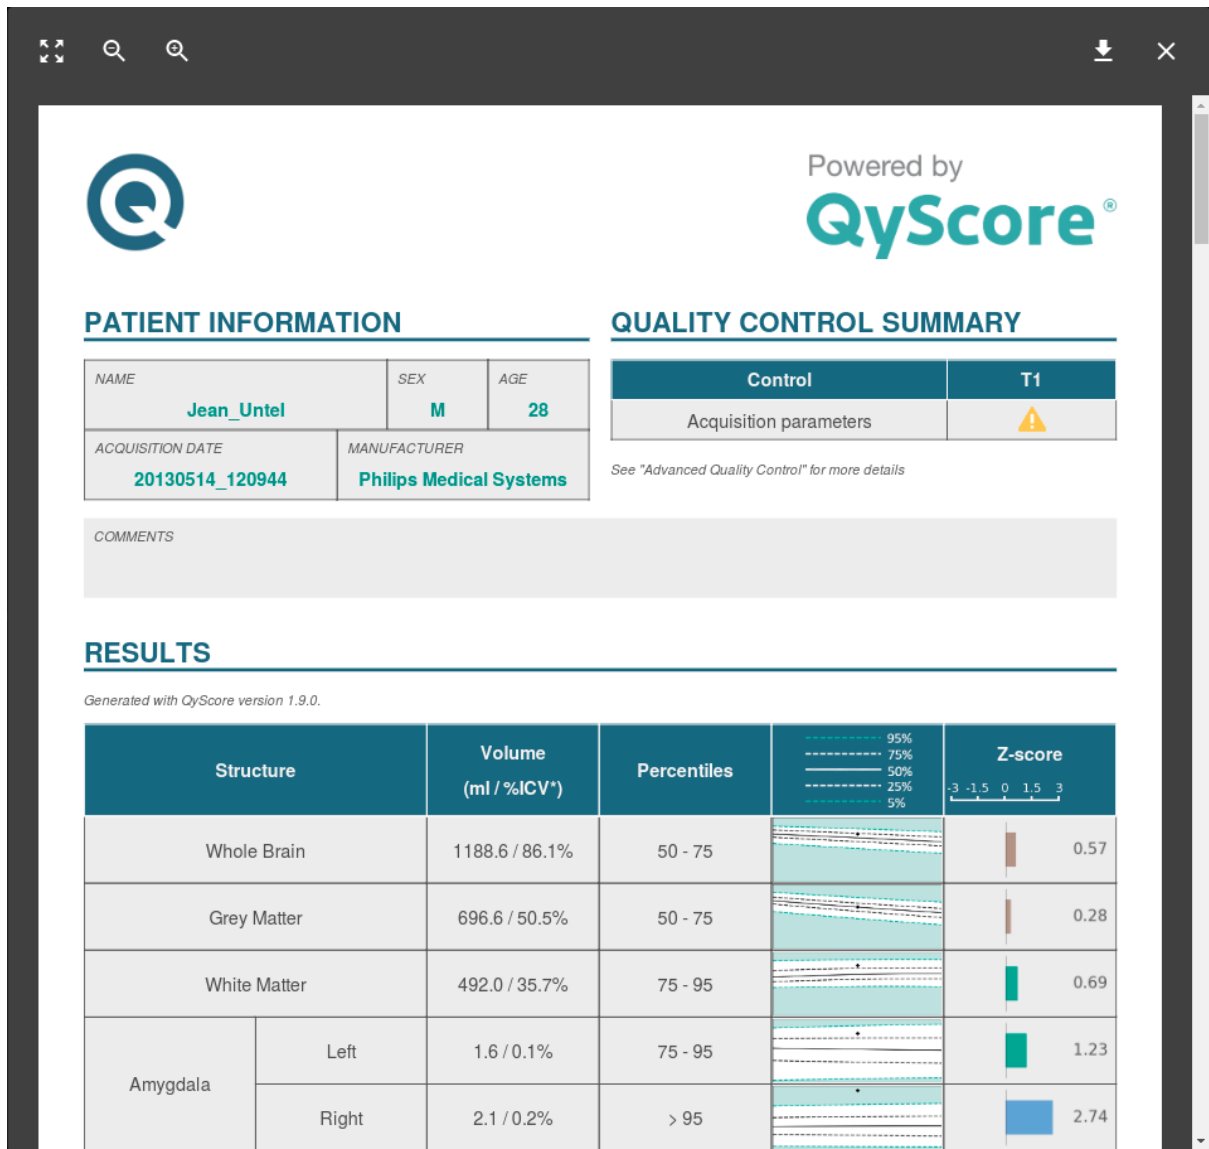 Powered by
QyScore®
PATIENT INFORMATION
QUALITY CONTROL SUMMARY
NAME SEX AGE
Jean_Untel M 28
ACQUISITION DATE MANUFACTURER
20130514_120944 Philips Medical Systems
Control T1
Acquisition parameters
See "Advanced Quality Control" for more details
COMMENTS
RESULTS
Generated with QyScore version 1.9.0.
Structure Volume (ml / %ICV*) Percentiles 95% 75% 50% 25% 5% Z-score -3 -1.5 0 1.5 3
Whole Brain 1188.6 / 86.1% 50 - 75 0.57
Grey Matter 696.6 / 50.5% 50 - 75 0.28
White Matter 492.0 / 35.7% 75 - 95 0.69
Amygdala Left 1.6 / 0.1% 75 - 95 1.23
Right 2.1 / 0.2% > 95 2.74